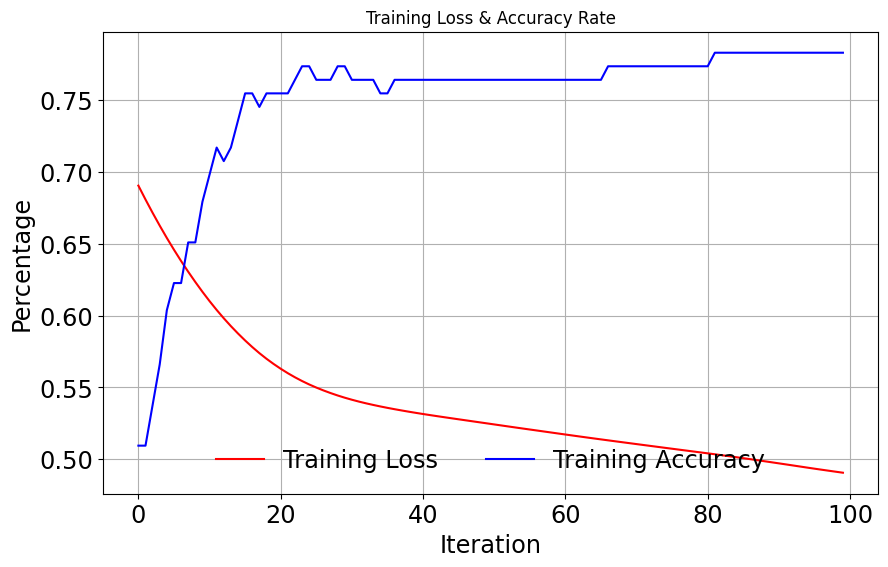 Training Loss & Accuracy Rate
Percentage
0.75
0.70
0.65
0.60
0.55
0.50
Training Loss Training Accuracy
0 20 40 60 80 100
Iteration